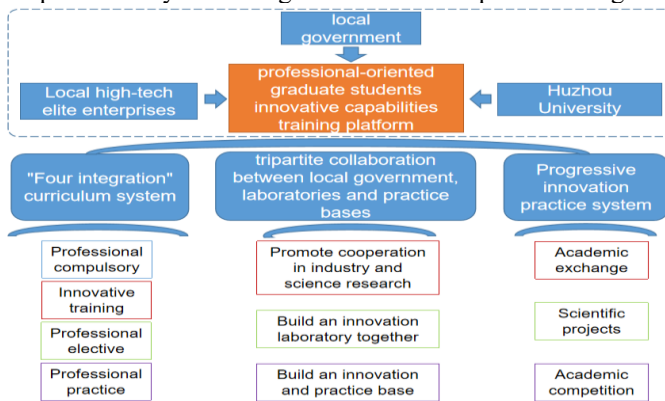 local
government
Local high-tech
elite enterprises
professional-oriented
graduate students
innovative capabilities
training platform
Huzhou
University
"Four integration"
curriculum system
tripartite collaboration
between local government,
laboratories and practice
bases
Progressive
innovation
practice system
Professional
compulsory
Innovative
training
Professional
elective
Professional
practice
Promote cooperation
in industry and
science research
Build an innovation
laboratory together
Build an innovation
and practice base
Academic
exchange
Scientific
projects
Academic
competition